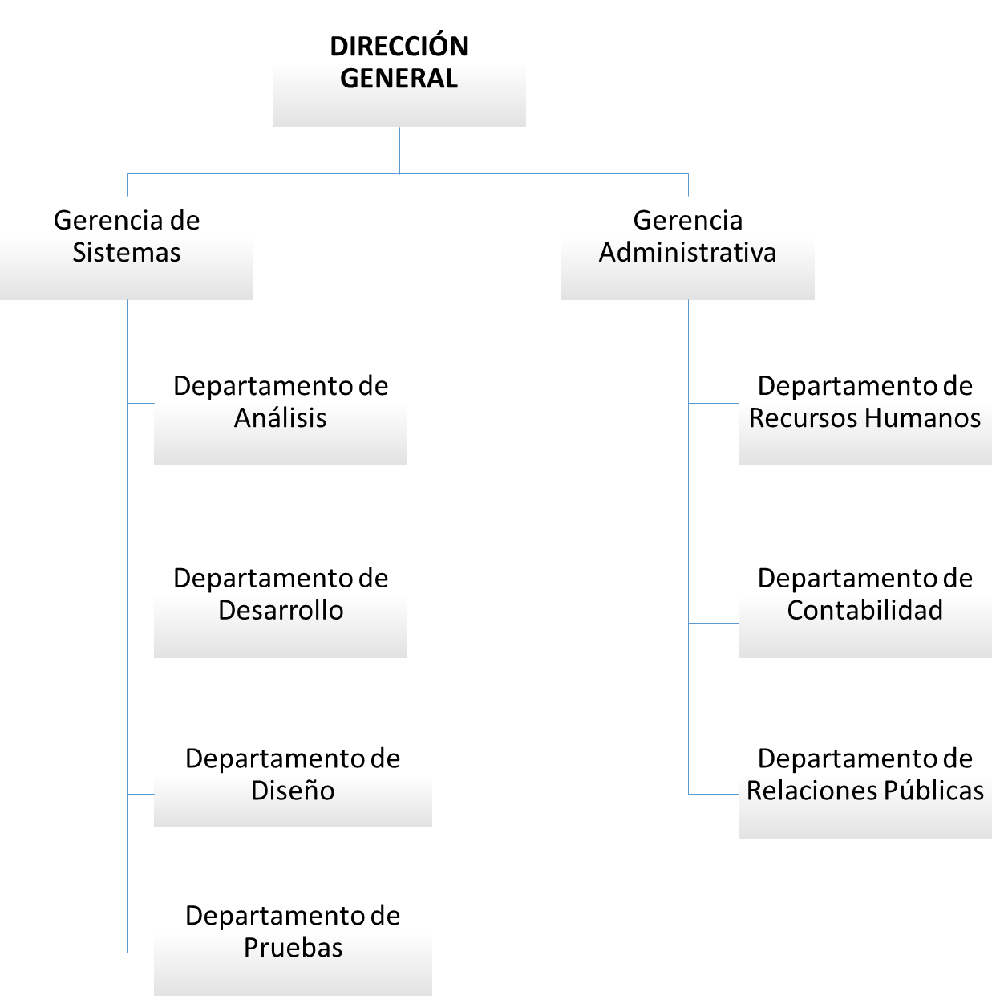 DIRECCIÓN
GENERAL
Gerencia de
Sistemas
Gerencia
Administrativa
Departamento de
Análisis
Departamento de
Desarrollo
Departamento de
Diseño
Departamento de
Pruebas
Departamento de
Recursos Humanos
Departamento de
Contabilidad
Departamento de
Relaciones Públicas